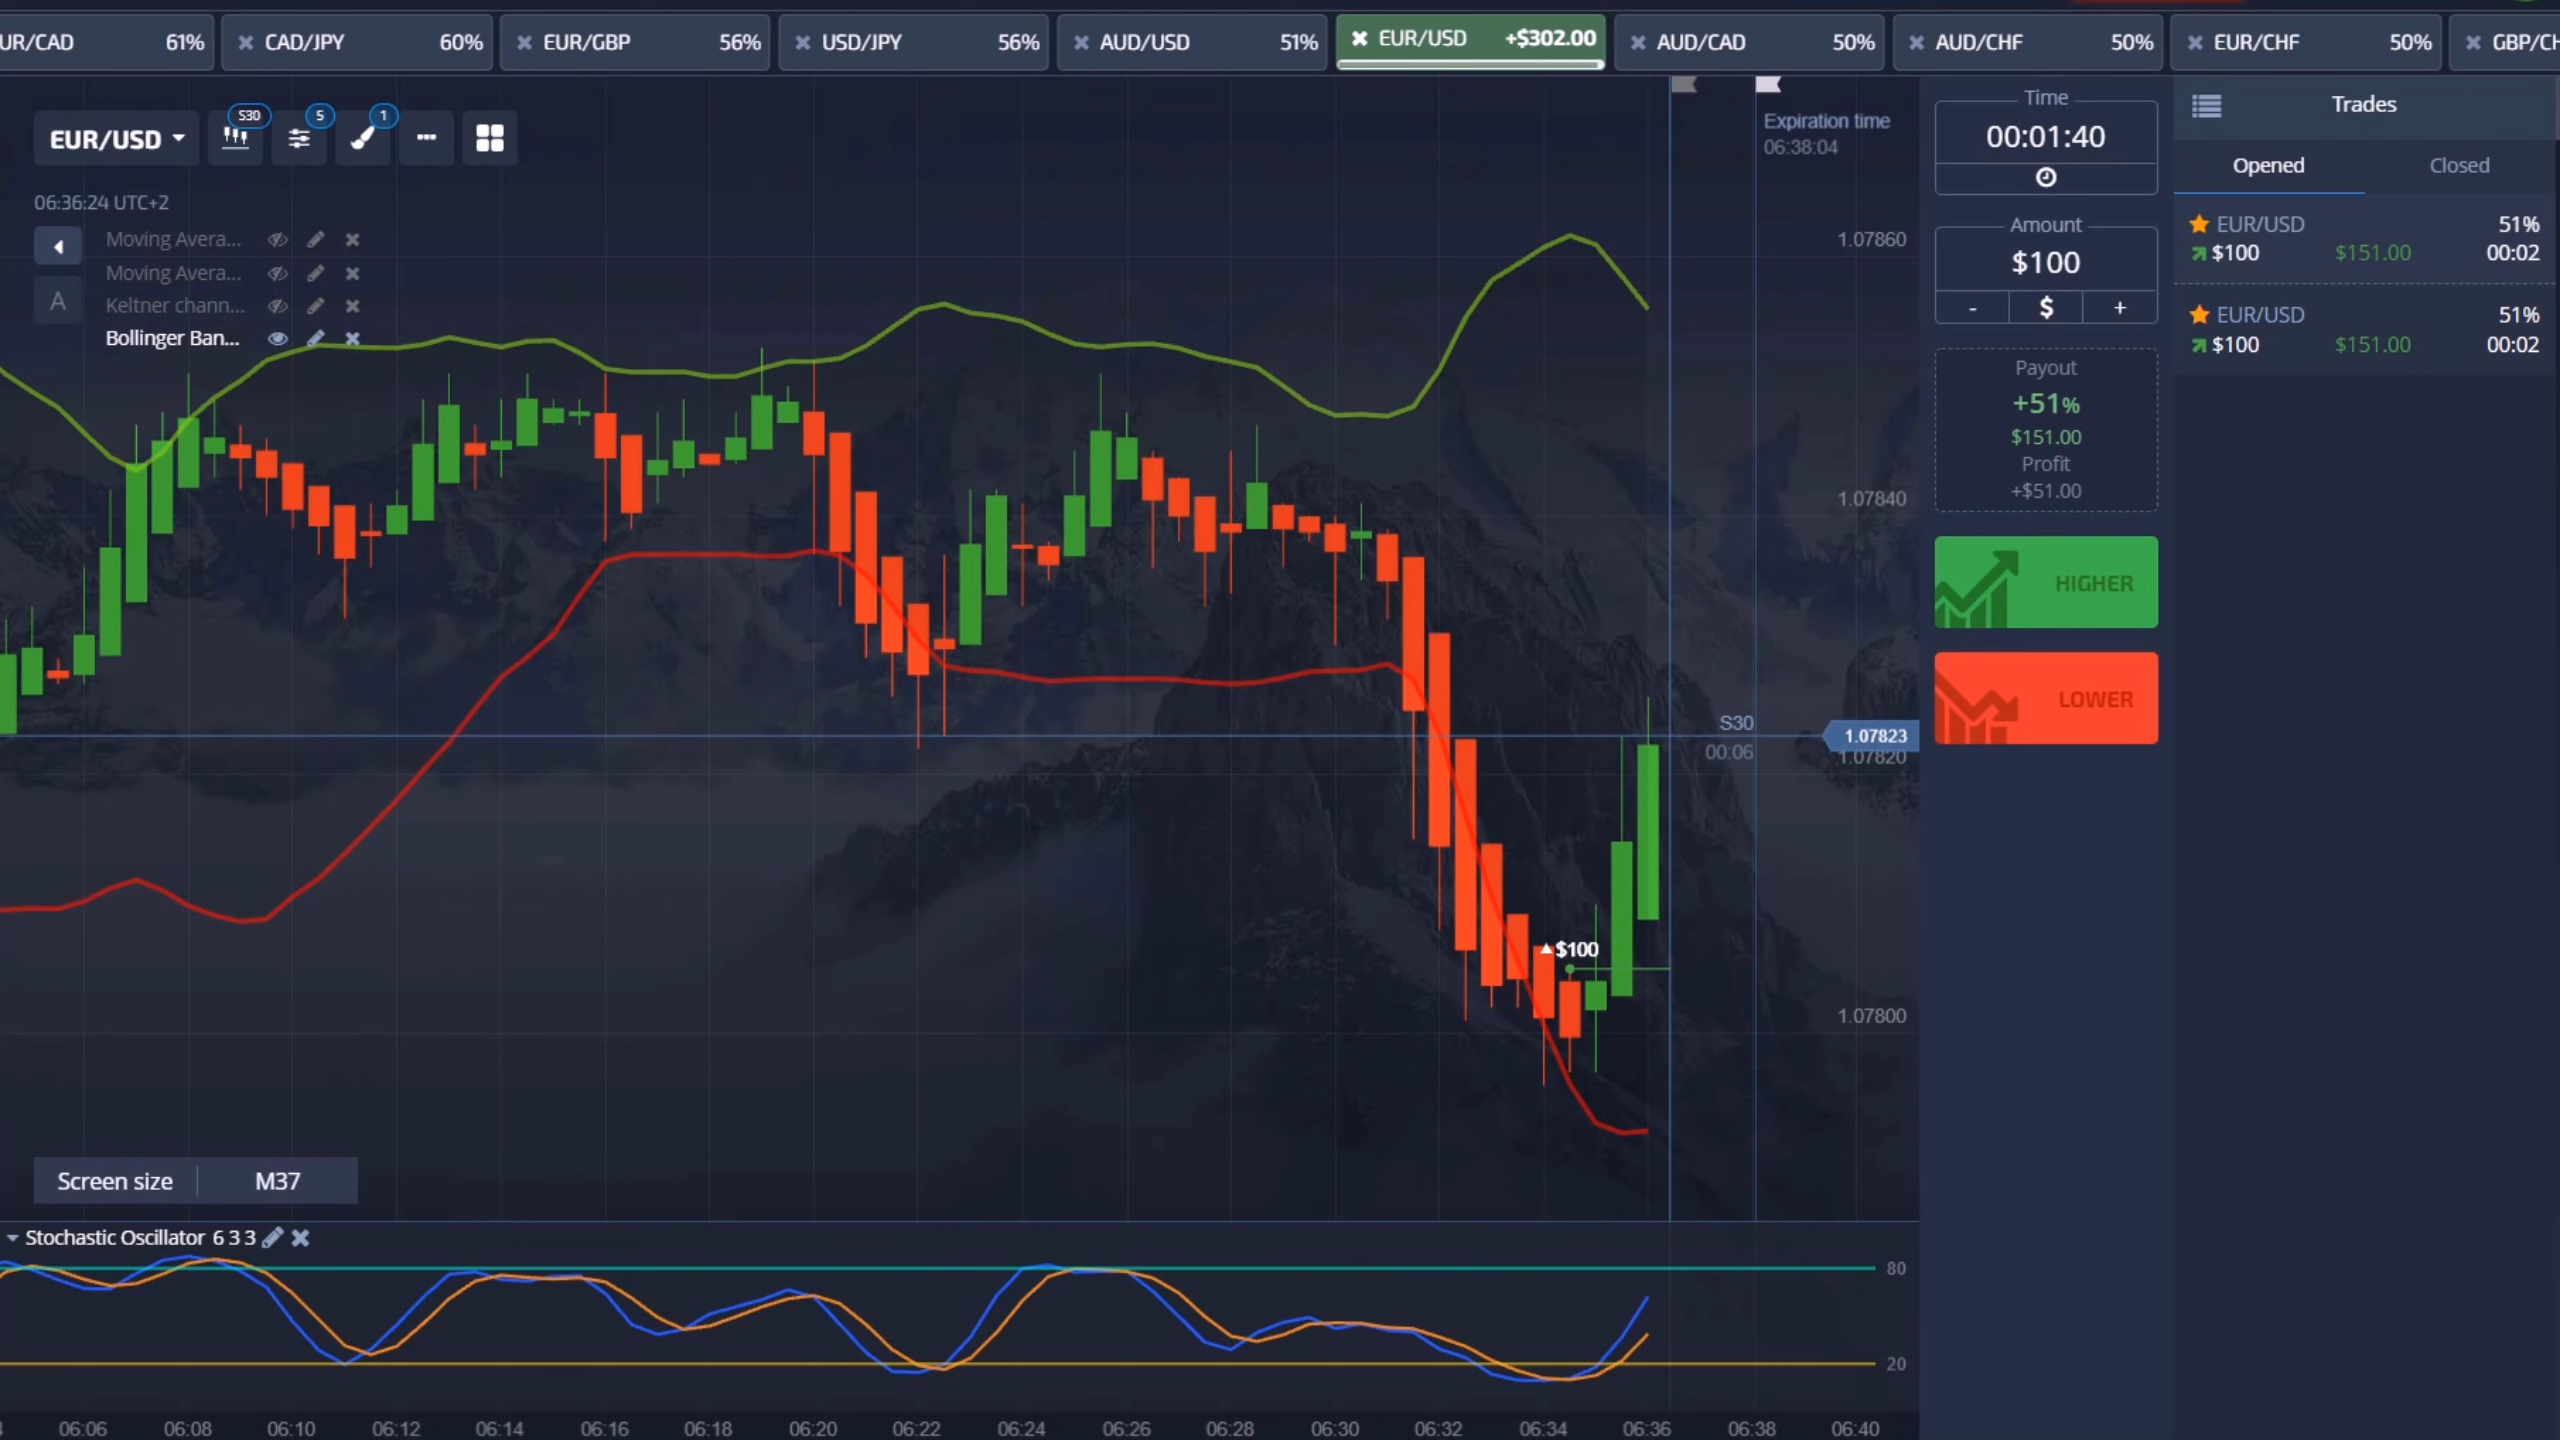 UR/CAD 61%
CAD/JPY 60%
EUR/GBP 56%
USD/JPY 56%
AUD/USD 51%
EUR/USD +$302.00
AUD/CAD 50%
AUD/CHF 50%
EUR/CHF 50%
GBP/CH
EUR/USD
S30
5
1
06:36:24 UTC+2
Moving Avera...
Moving Avera...
Keltner chann...
A
Bollinger Ban...
Expiration time
06:38:04
1.07860
1.07840
S30
00:06
1.07823
1.07820
$100
1.07800
Screen size M37
Stochastic Oscillator 6 3 3
80
20
06:06 06:08 06:10 06:12 06:14 06:16 06:18 06:20 06:22 06:24 06:26 06:28 06:30 06:32 06:34 06:36 06:38 06:40
Time
00:01:40
Amount
$100
- $ +
Payout
+51%
$151.00
Profit
+$51.00
HIGHER
LOWER
Trades
Opened Closed
EUR/USD 51%
$100 $151.00 00:02
EUR/USD 51%
$100 $151.00 00:02